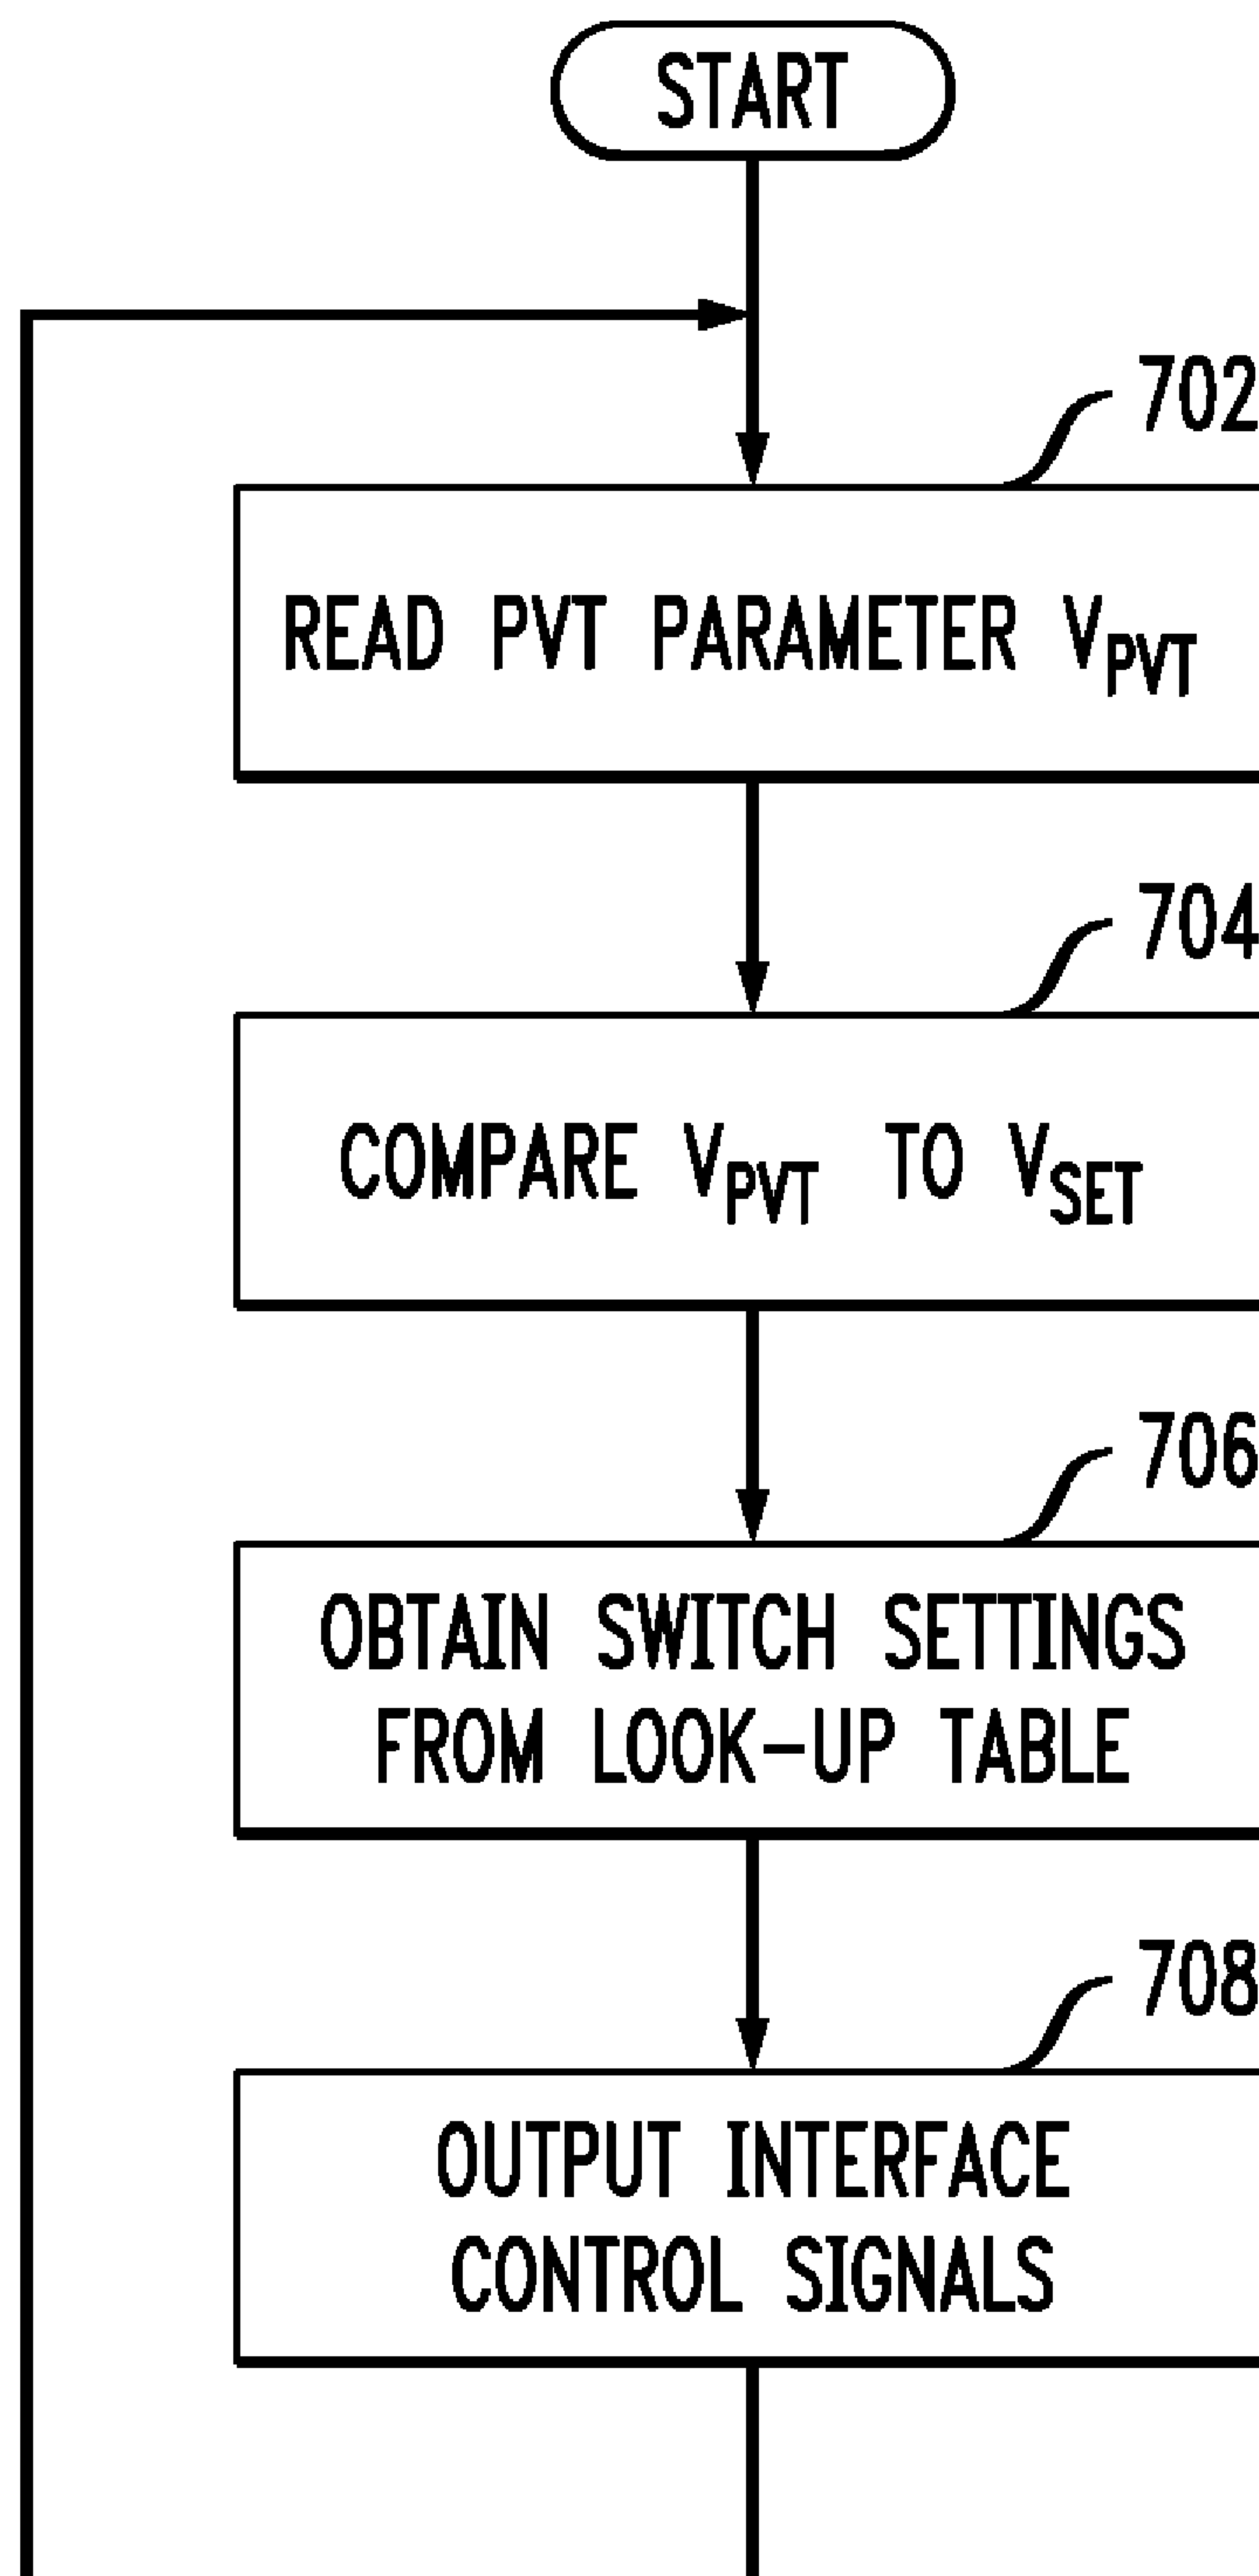 START
702
READ PVT PARAMETER V_PVT
704
COMPARE V_PVT TO V_SET
706
OBTAIN SWITCH SETTINGS
FROM LOOK-UP TABLE
708
OUTPUT INTERFACE
CONTROL SIGNALS